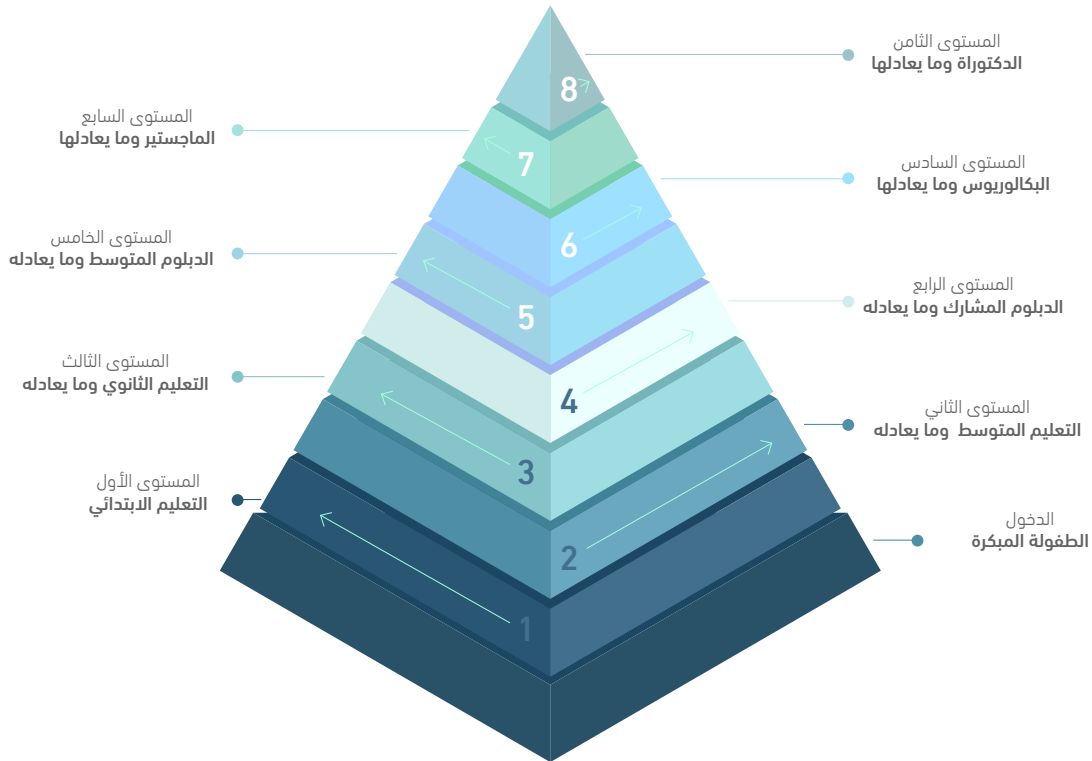 المستوى الثامن
الدكتوراة وما يعادلها
8
المستوى السابع
الماجستير وما يعادلها
7
المستوى السادس
البكالوريوس وما يعادلها
6
المستوى الخامس
الدبلوم المتوسط وما يعادله
5
المستوى الرابع
الدبلوم المشارك وما يعادله
4
المستوى الثالث
التعليم الثانوي وما يعادله
3
المستوى الثاني
التعليم المتوسط وما يعادله
2
المستوى الأول
التعليم الابتدائي
1
الدخول
الطفولة المبكرة